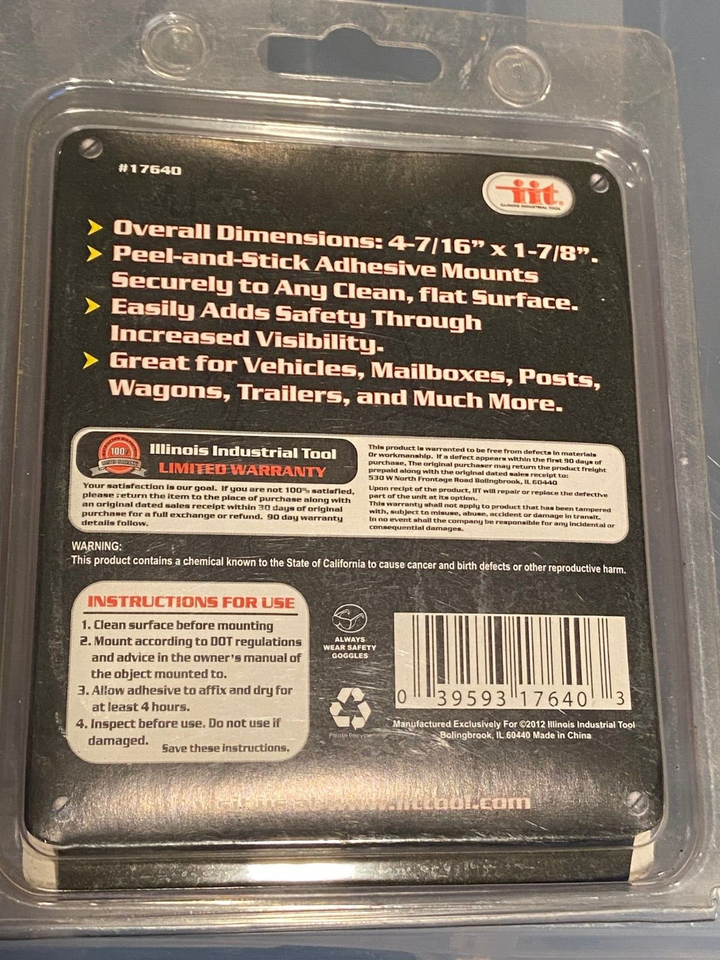 #17640
iit.
ILLINOIS INDUSTRIAL TOOL
Overall Dimensions: 4-7/16" x 1-7/8".
Peel-and-Stick Adhesive Mounts
Securely to Any Clean, flat Surface.
Easily Adds Safety Through
Increased Visibility.
Great for Vehicles, Mailboxes, Posts,
Wagons, Trailers, and Much More.
100%
Illinois Industrial Tool
LIMITED WARRANTY
Your satisfaction is our goal. If you are not 100% satisfied,
please return the item to the place of purchase along with
an original dated sales receipt within 30 days of original
purchase for a full exchange or refund. 90 day warranty
details follow.
This product is warranted to be free from defects in materials
Or workmanship. If a defect appears within the first 90 days of
purchase, The original purchaser may return the product freight
prepaid along with the original dated sales receipt to:
530 W North Frontage Road Bolingbrook, IL 60440
Upon receipt of the product, IIT will repair or replace the defective
part of the unit at its option.
This warranty shall not apply to product that has been tampered
with, subject to misuse, abuse, accident or damage in transit.
In no event shall the company be responsible for any incidental or
consequential damages.
WARNING:
This product contains a chemical known to the State of California to cause cancer and birth defects or other reproductive harm.
INSTRUCTIONS FOR USE
1. Clean surface before mounting
2. Mount according to DOT regulations
and advice in the owner's manual of
the object mounted to.
3. Allow adhesive to affix and dry for
at least 4 hours.
4. Inspect before use. Do not use if
damaged.
Save these instructions.
ALWAYS
WEAR SAFETY
GOGGLES
Please Recycle
0 39593 17640 3
Manufactured Exclusively For ©2012 Illinois Industrial Tool
Bolingbrook, IL 60440 Made in China
visit us at: www.iittool.com